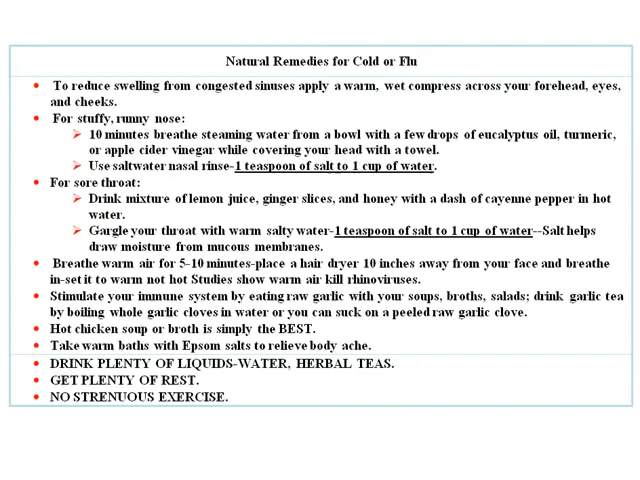 Natural Remedies for Cold or Flu
To reduce swelling from congested sinuses apply a warm, wet compress across your forehead, eyes,
and cheeks.
For stuffy, runny nose:
10 minutes breathe steaming water from a bowl with a few drops of eucalyptus oil, turmeric,
or apple cider vinegar while covering your head with a towel.
Use saltwater nasal rinse-1 teaspoon of salt to 1 cup of water.
For sore throat:
Drink mixture of lemon juice, ginger slices, and honey with a dash of cayenne pepper in hot
water.
Gargle your throat with warm salty water-1 teaspoon of salt to 1 cup of water--Salt helps
draw moisture from mucous membranes.
Breathe warm air for 5-10 minutes-place a hair dryer 10 inches away from your face and breathe
in-set it to warm not hot Studies show warm air kill rhinoviruses.
Stimulate your immune system by eating raw garlic with your soups, broths, salads; drink garlic tea
by boiling whole garlic cloves in water or you can suck on a peeled raw garlic clove.
Hot chicken soup or broth is simply the BEST.
Take warm baths with Epsom salts to relieve body ache.
DRINK PLENTY OF LIQUIDS-WATER, HERBAL TEAS.
GET PLENTY OF REST.
NO STRENUOUS EXERCISE.